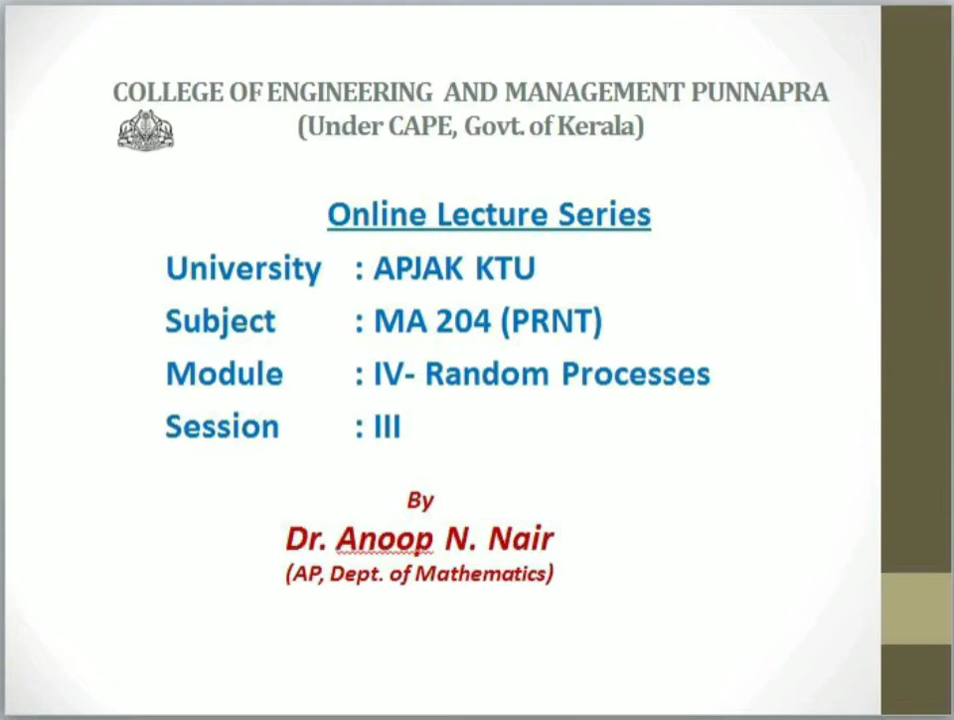 COLLEGE OF ENGINEERING AND MANAGEMENT PUNNAPRA
(Under CAPE, Govt. of Kerala)
Online Lecture Series
University : APJAK KTU
Subject : MA 204 (PRNT)
Module : IV- Random Processes
Session : III
By
Dr. Anoop N. Nair
(AP, Dept. of Mathematics)